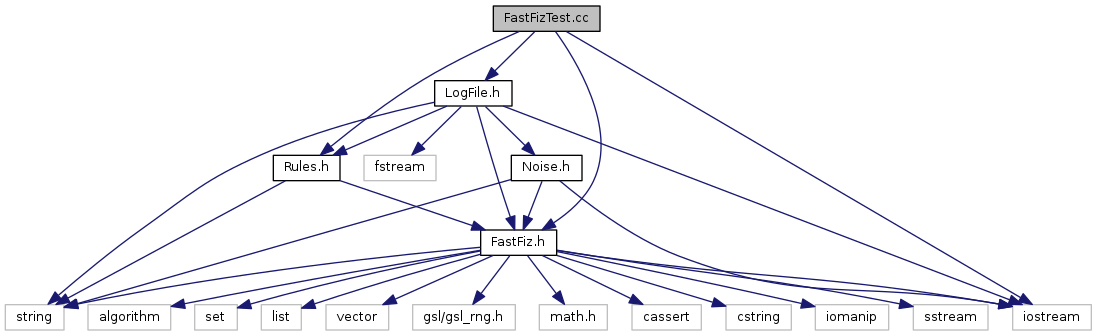 FastFizTest.cc
LogFile.h
Rules.h
fstream
Noise.h
FastFiz.h
string
algorithm
set
list
vector
gsl/gsl_rng.h
math.h
cassert
cstring
iomanip
sstream
iostream